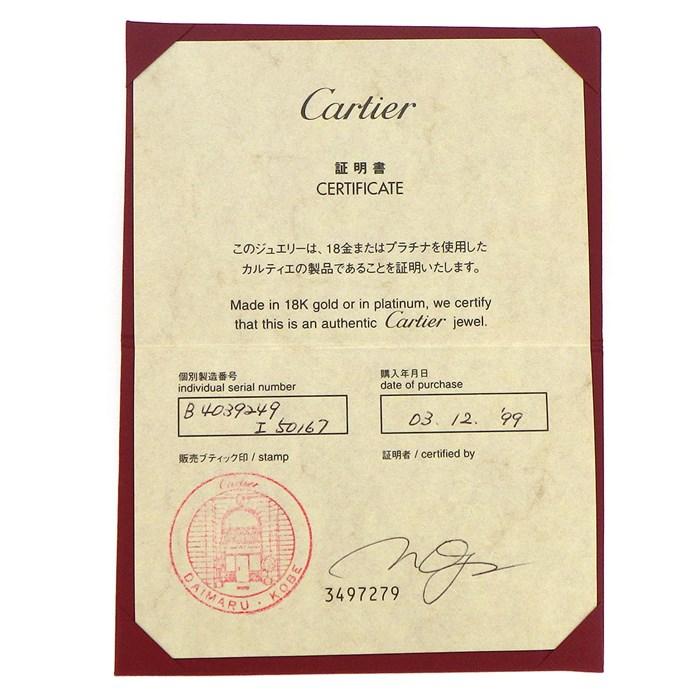 Cartier
証明書
CERTIFICATE
このジュエリーは、18金またはプラチナを使用した
カルティエの製品であることを証明いたします。
Made in 18K gold or in platinum, we certify
that this is an authentic Cartier jewel.
個別製造番号
individual serial number
B4039249,
I 50167
購入年月日
date of purchase
03. 12. '99
販売ブティック印 / stamp
証明者 / certified by
Cartier
DAIMARU · KOBE
3497279